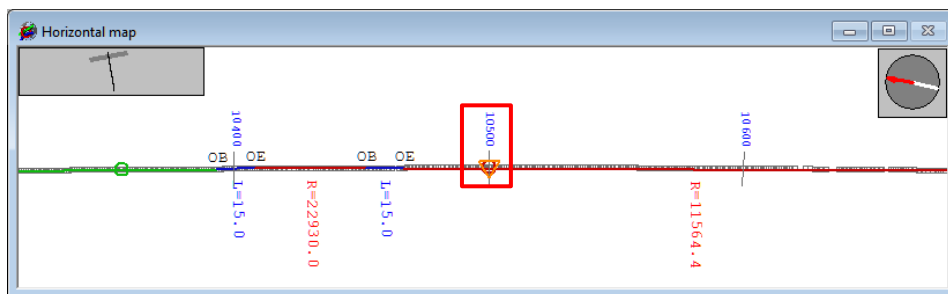 Horizontal map
10400
10500
10600
OB OE OB OE
L=15.0
R=22930.0
L=15.0
R=11564.4